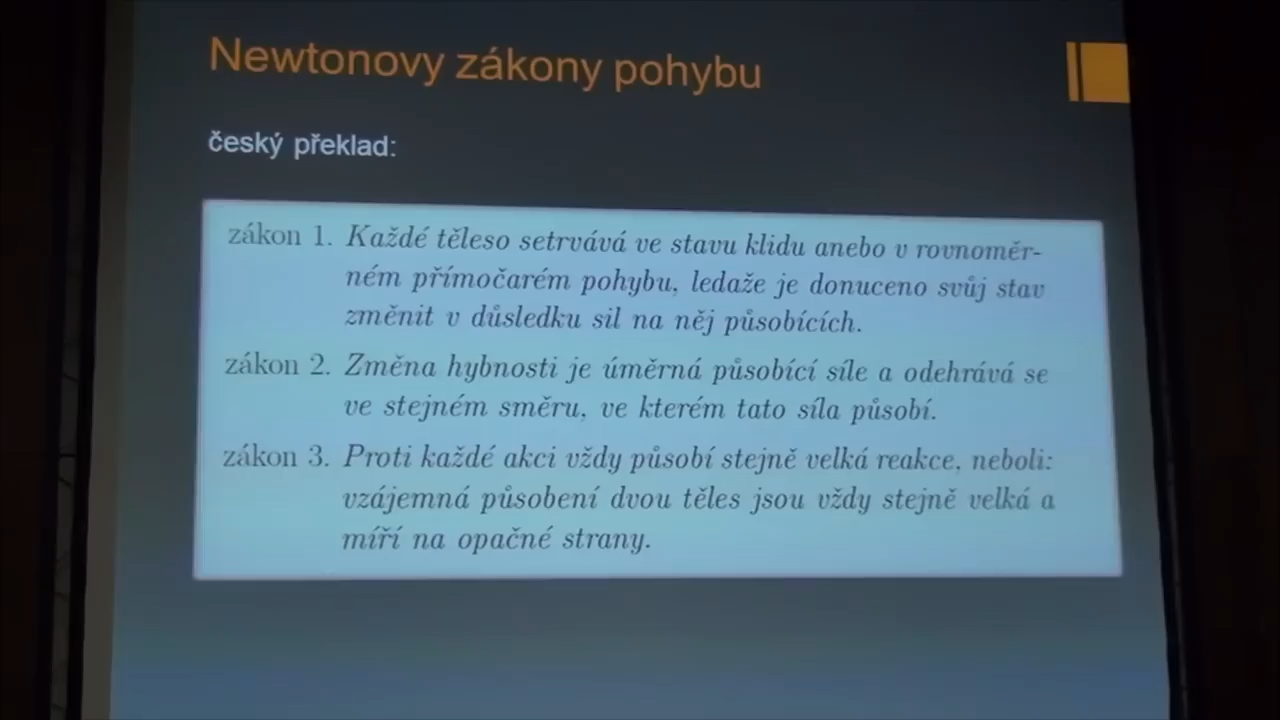 Newtonovy zákony pohybu
český překlad:
zákon 1. Každé těleso setrvává ve stavu klidu anebo v rovnoměr-
ném přímočarém pohybu, ledaže je donuceno svůj stav
změnit v důsledku sil na něj působících.
zákon 2. Změna hybnosti je úměrná působící síle a odehrává se
ve stejném směru, ve kterém tato síla působí.
zákon 3. Proti každé akci vždy působí stejně velká reakce, neboli:
vzájemná působení dvou těles jsou vždy stejně velká a
míří na opačné strany.